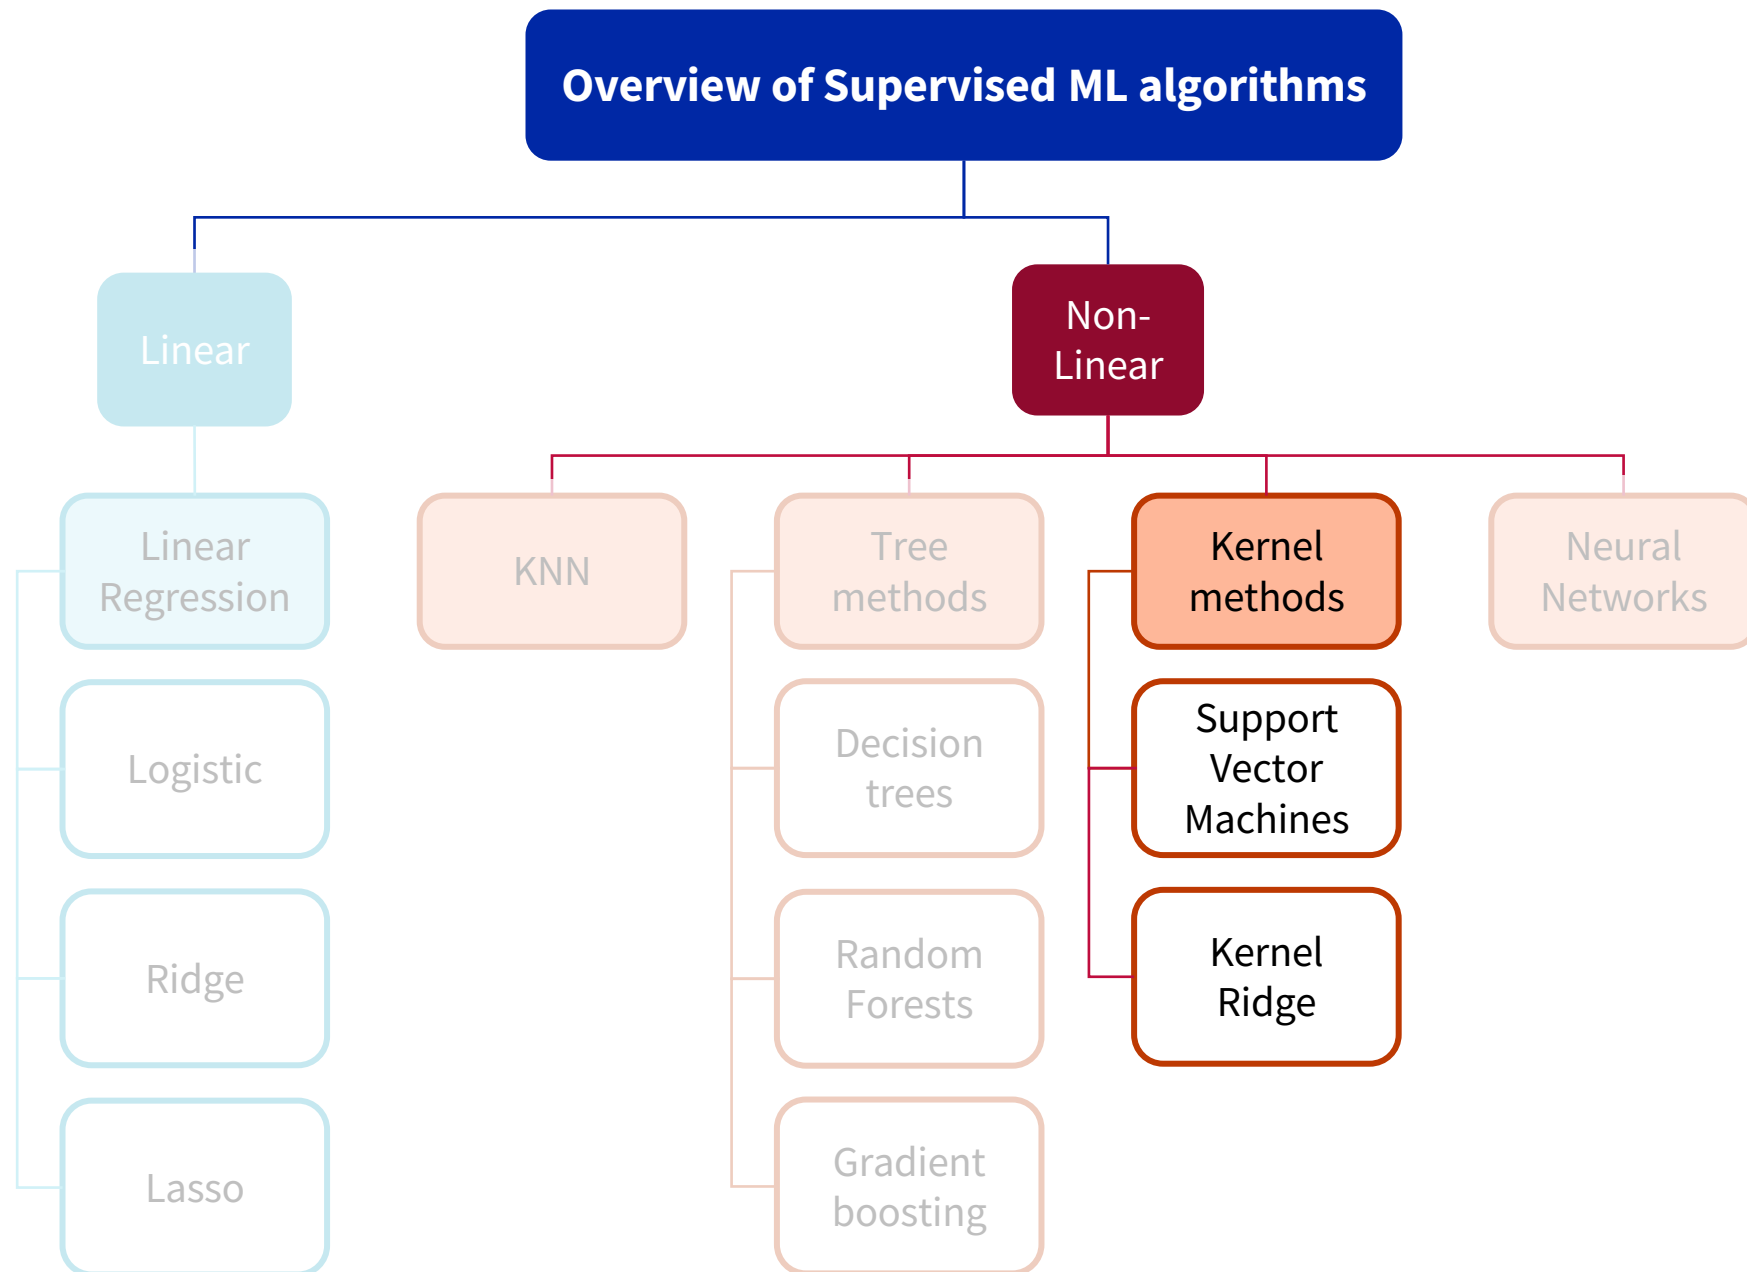 Overview of Supervised ML algorithms
Linear
Non-
Linear
Linear
Regression
KNN
Tree
methods
Kernel
methods
Neural
Networks
Logistic
Decision
trees
Support
Vector
Machines
Ridge
Random
Forests
Kernel
Ridge
Lasso
Gradient
boosting